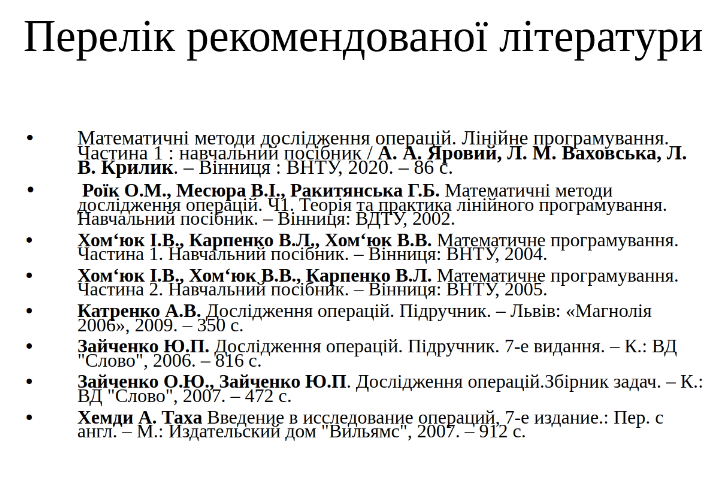 Перелік рекомендованої літератури
• Математичні методи дослідження операцій. Лінійне програмування.
Частина 1 : навчальний посібник / А. А. Яровий, Л. М. Ваховська, Л.
В. Крилик. – Вінниця : ВНТУ, 2020. – 86 с.
• Роїк О.М., Месюра В.І., Ракитянська Г.Б. Математичні методи
дослідження операцій. Ч1. Теорія та практика лінійного програмування.
Навчальний посібник. – Вінниця: ВДТУ, 2002.
• Хом‘юк І.В., Карпенко В.Л., Хом‘юк В.В. Математичне програмування.
Частина 1. Навчальний посібник. – Вінниця: ВНТУ, 2004.
• Хом‘юк І.В., Хом‘юк В.В., Карпенко В.Л. Математичне програмування.
Частина 2. Навчальний посібник. – Вінниця: ВНТУ, 2005.
• Катренко А.В. Дослідження операцій. Підручник. – Львів: «Магнолія
2006», 2009. – 350 с.
• Зайченко Ю.П. Дослідження операцій. Підручник. 7-е видання. – К.: ВД
"Слово", 2006. – 816 с.
• Зайченко О.Ю., Зайченко Ю.П. Дослідження операцій.Збірник задач. – К.:
ВД "Слово", 2007. – 472 с.
• Хемди А. Таха Введение в исследование операций, 7-е издание.: Пер. с
англ. – М.: Издательский дом "Вильямс", 2007. – 912 с.